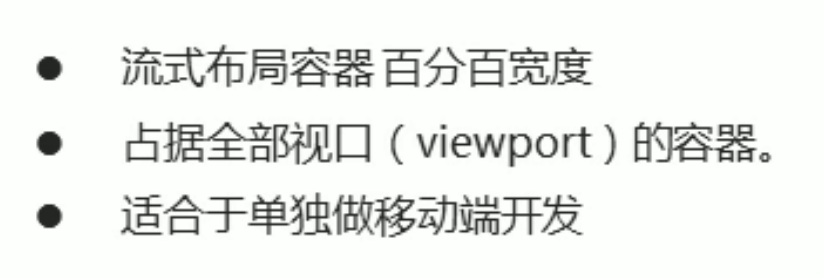 ● 流式布局容器 百分百宽度
● 占据全部视口（viewport）的容器。
● 适合于单独做移动端开发